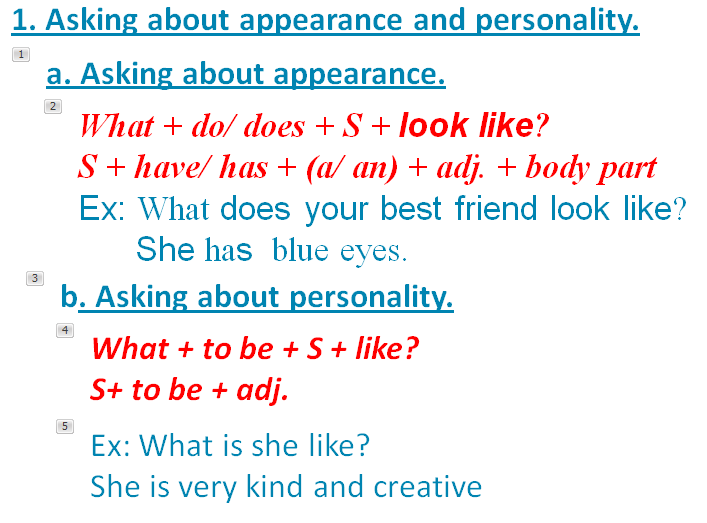 1. Asking about appearance and personality.
1
a. Asking about appearance.
2
What + do/ does + S + look like?
S + have/ has + (a/ an) + adj. + body part
Ex: What does your best friend look like?
She has blue eyes.
3
b. Asking about personality.
4
What + to be + S + like?
S+ to be + adj.
5
Ex: What is she like?
She is very kind and creative